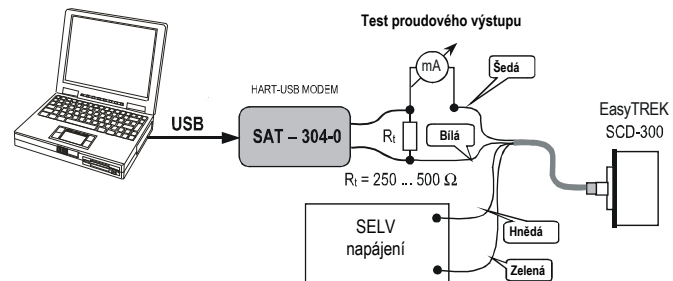 Test proudového výstupu
mA
Šedá
HART-USB MODEM
EasyTREK
SCD-300
USB
SAT – 304-0
Rt
Bílá
Rt = 250 ... 500 Ω
SELV
napájení
Hnědá
Zelená